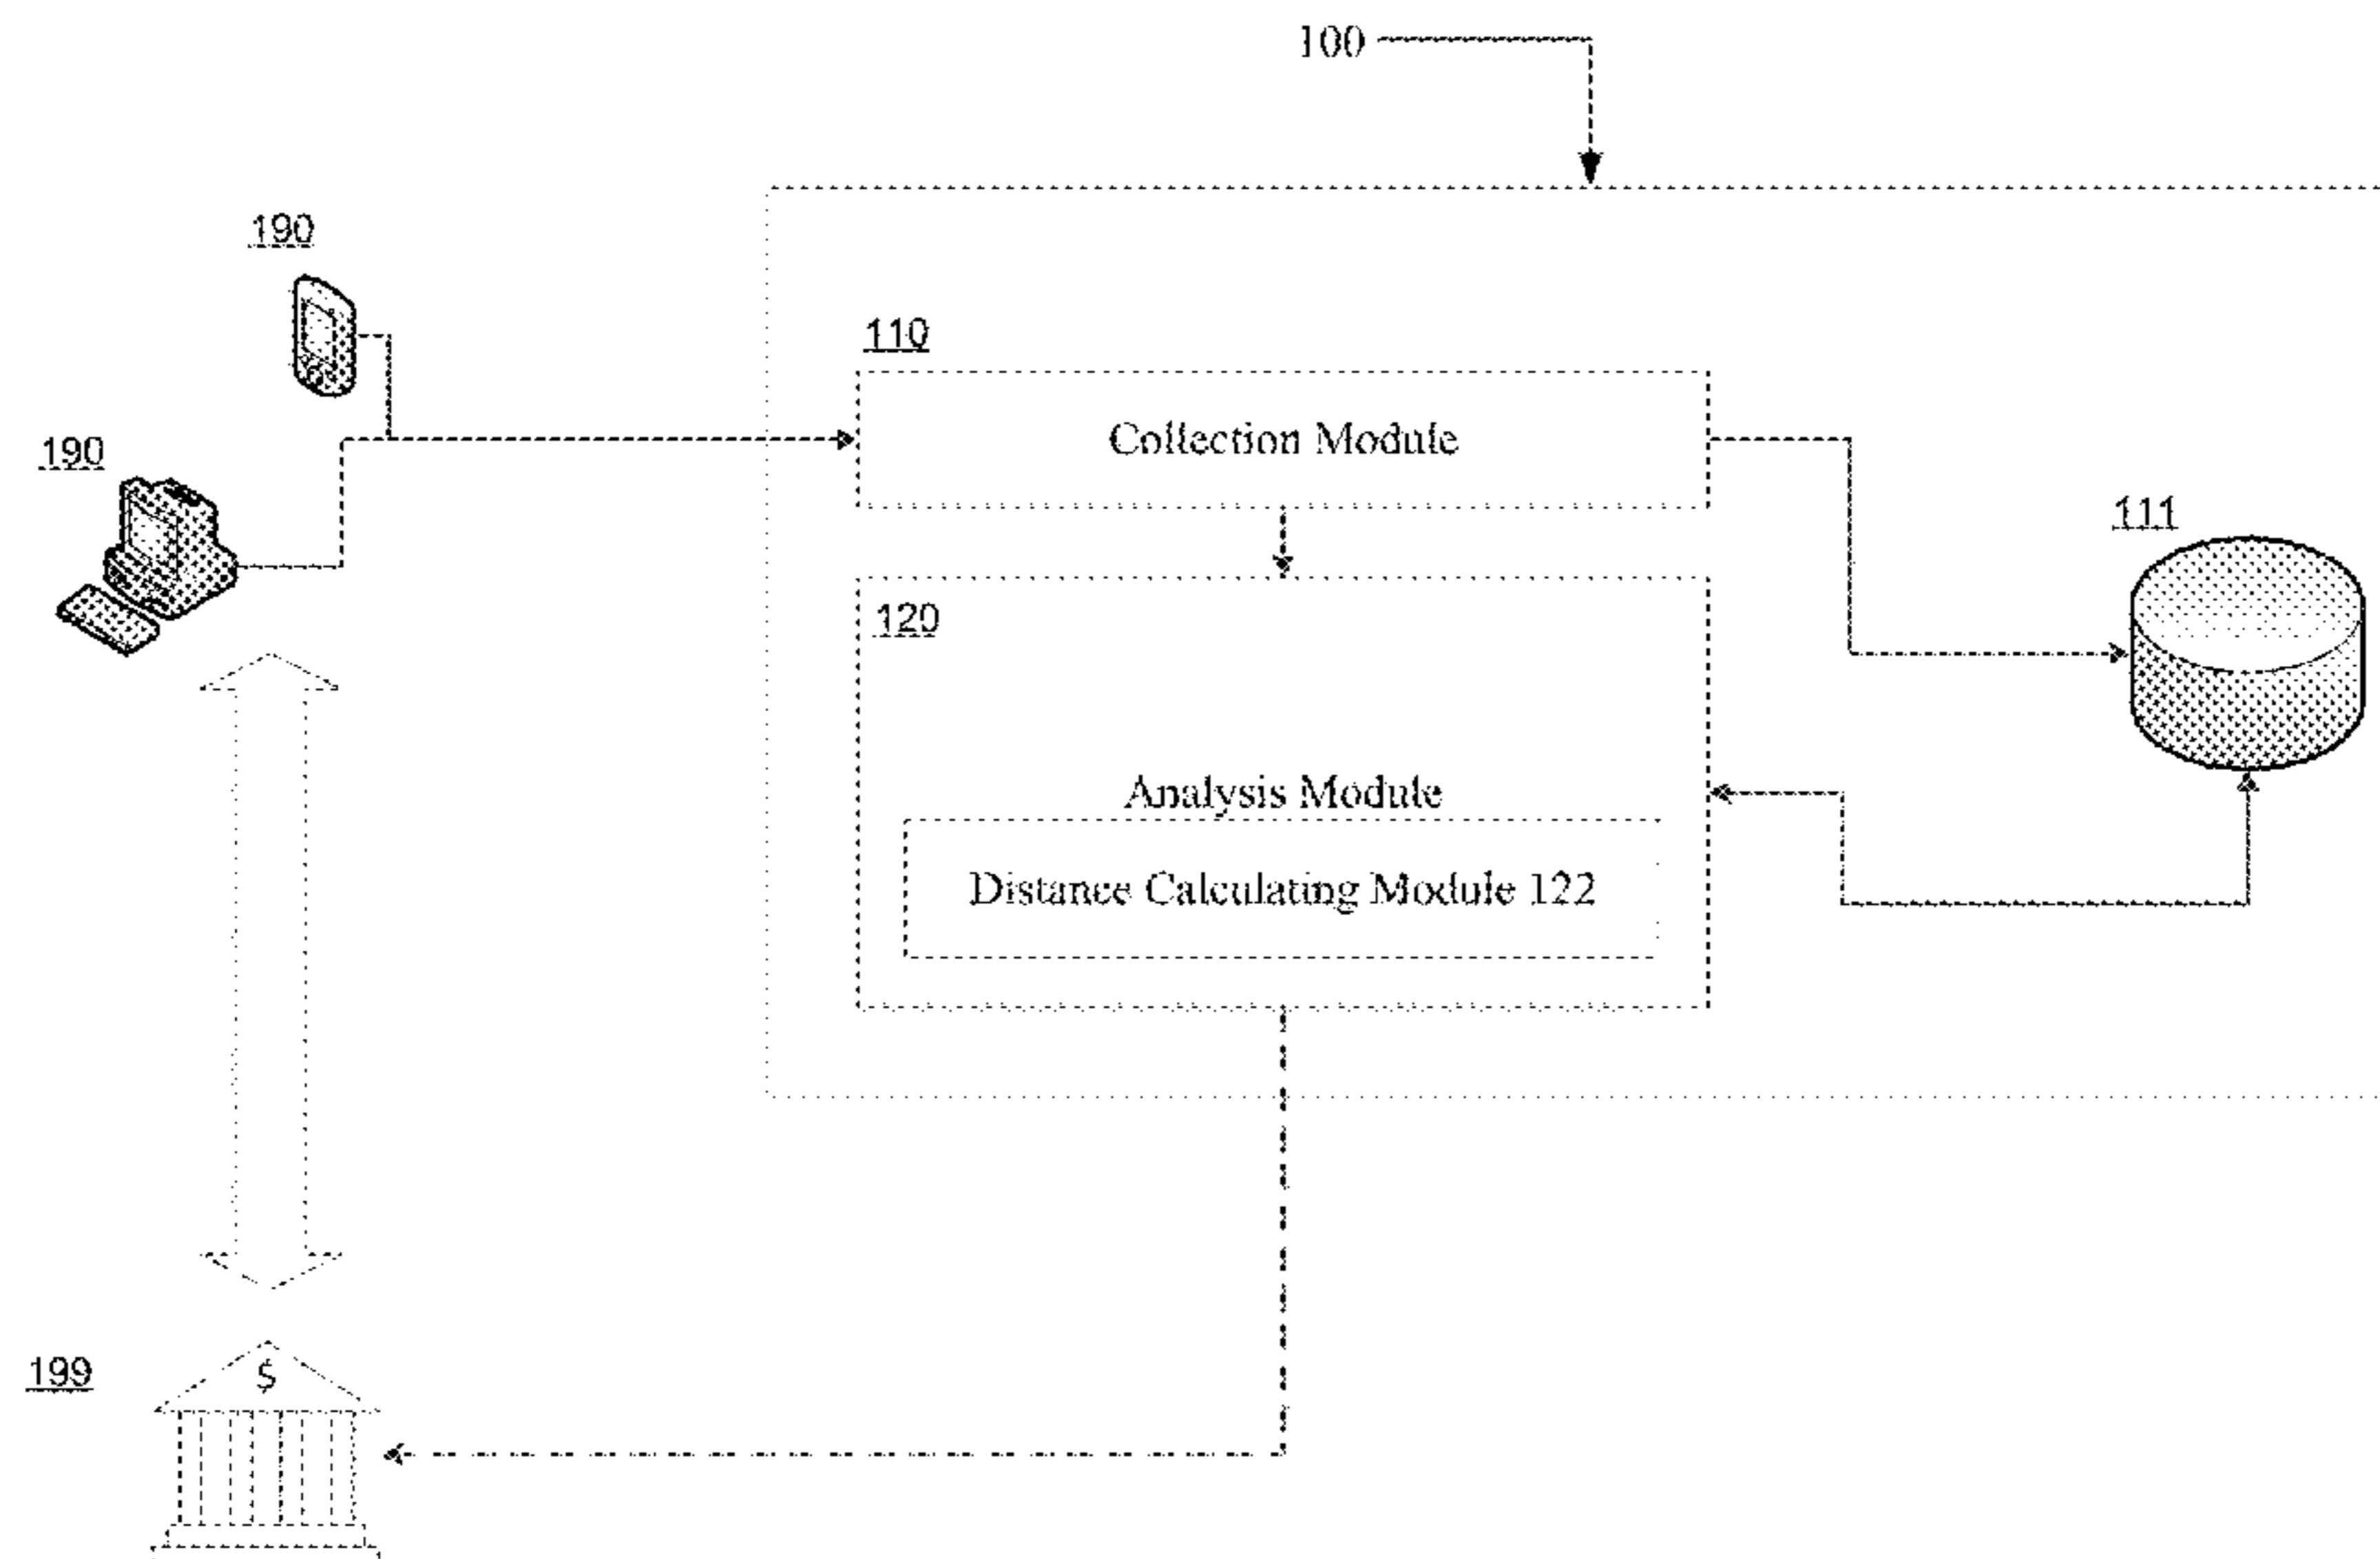 100
190
110
Collection Module
190
111
120
Analysis Module
Distance Calculating Module 122
199
$